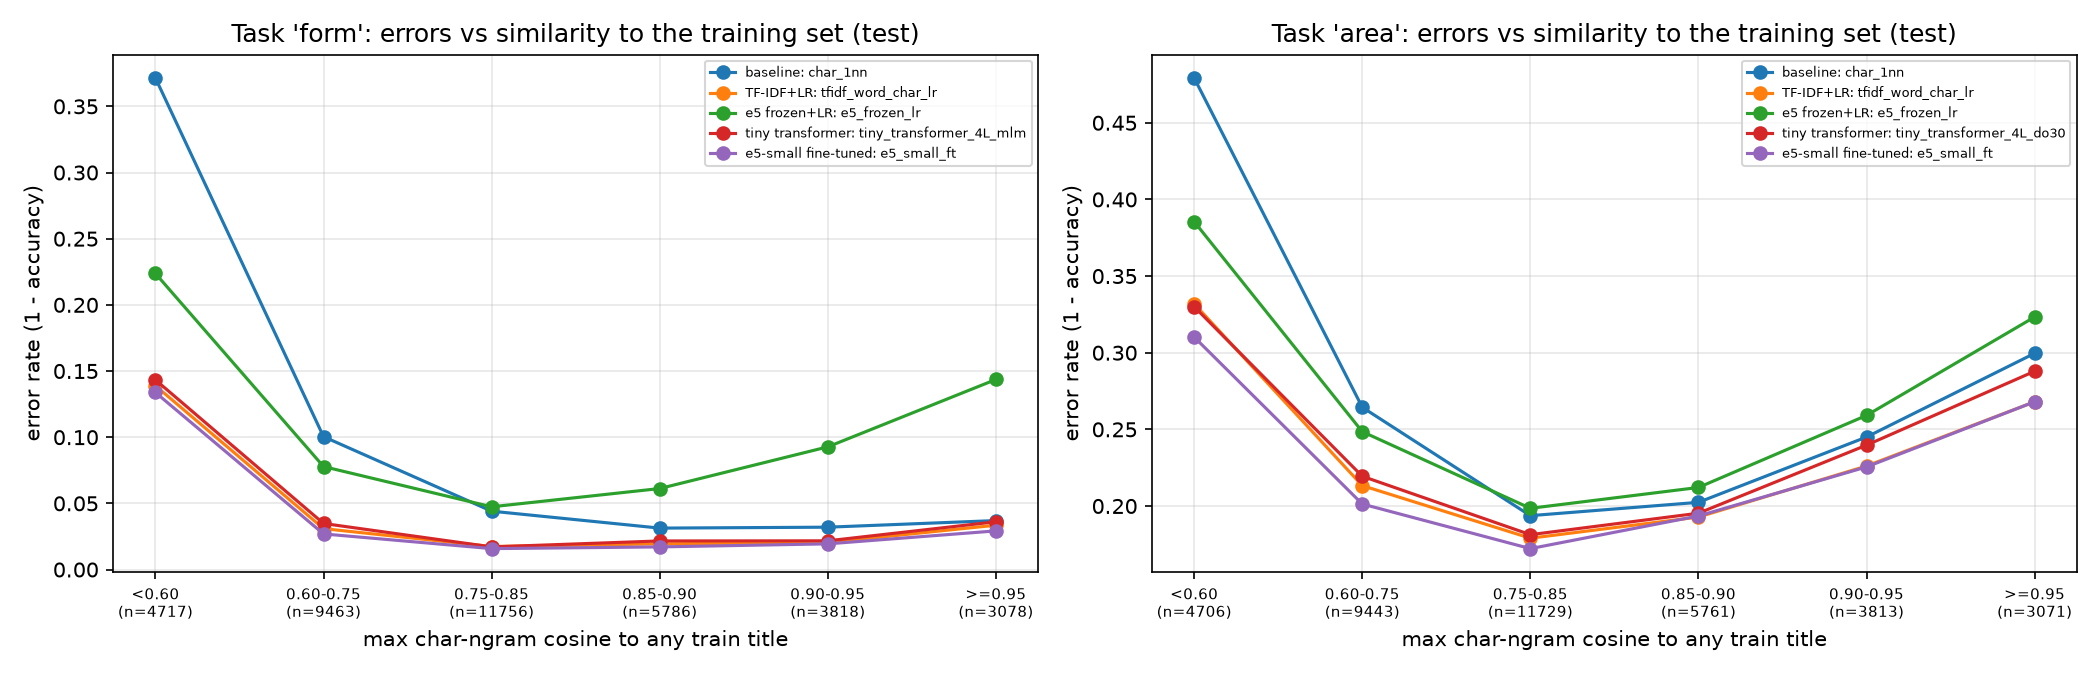 Task 'form': errors vs similarity to the training set (test)
error rate (1 - accuracy)
0.35
0.30
0.25
0.20
0.15
0.10
0.05
0.00
baseline: char_1nn
TF-IDF+LR: tfidf_word_char_lr
e5 frozen+LR: e5_frozen_lr
tiny transformer: tiny_transformer_4L_mlm
e5-small fine-tuned: e5_small_ft
<0.60 0.60-0.75 0.75-0.85 0.85-0.90 0.90-0.95 >=0.95
(n=4717) (n=9463) (n=11756) (n=5786) (n=3818) (n=3078)
max char-ngram cosine to any train title
Task 'area': errors vs similarity to the training set (test)
error rate (1 - accuracy)
0.45
0.40
0.35
0.30
0.25
0.20
baseline: char_1nn
TF-IDF+LR: tfidf_word_char_lr
e5 frozen+LR: e5_frozen_lr
tiny transformer: tiny_transformer_4L_do30
e5-small fine-tuned: e5_small_ft
<0.60 0.60-0.75 0.75-0.85 0.85-0.90 0.90-0.95 >=0.95
(n=4706) (n=9443) (n=11729) (n=5761) (n=3813) (n=3071)
max char-ngram cosine to any train title